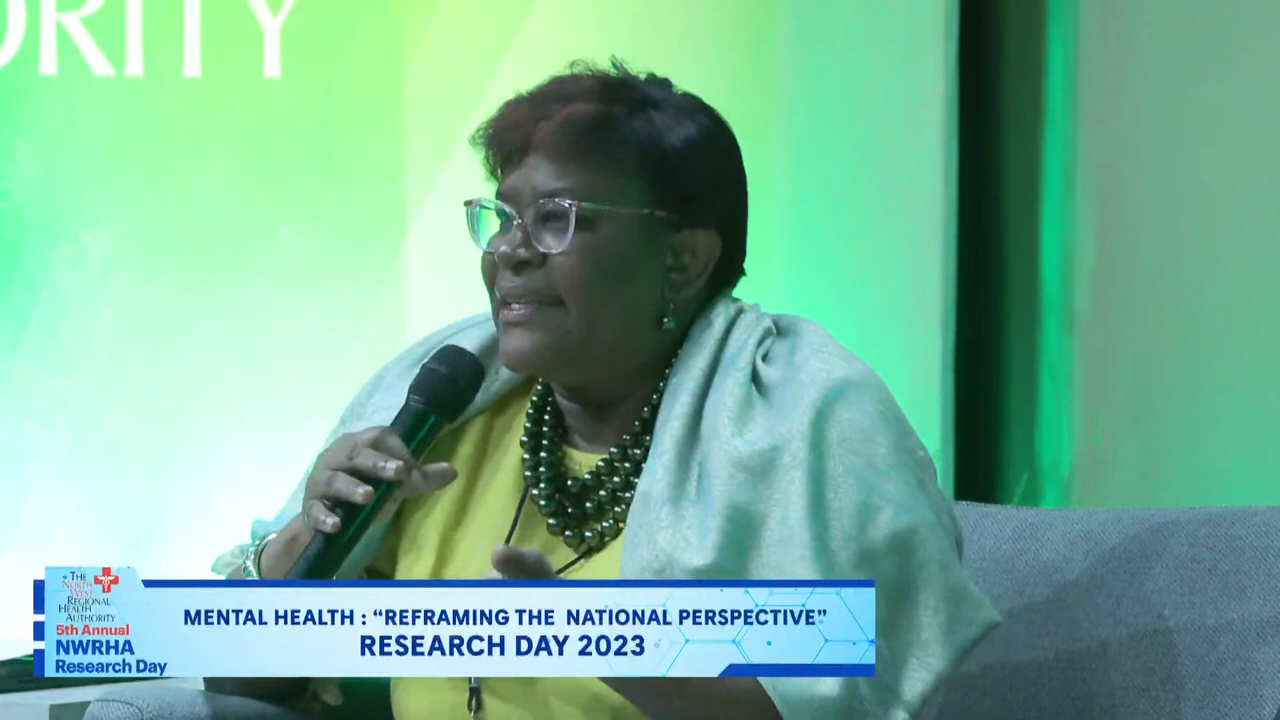 ORITY
THE
NORTH
WEST
REGIONAL
HEALTH
AUTHORITY
5th Annual
NWRHA
Research Day
MENTAL HEALTH : “REFRAMING THE NATIONAL PERSPECTIVE”
RESEARCH DAY 2023